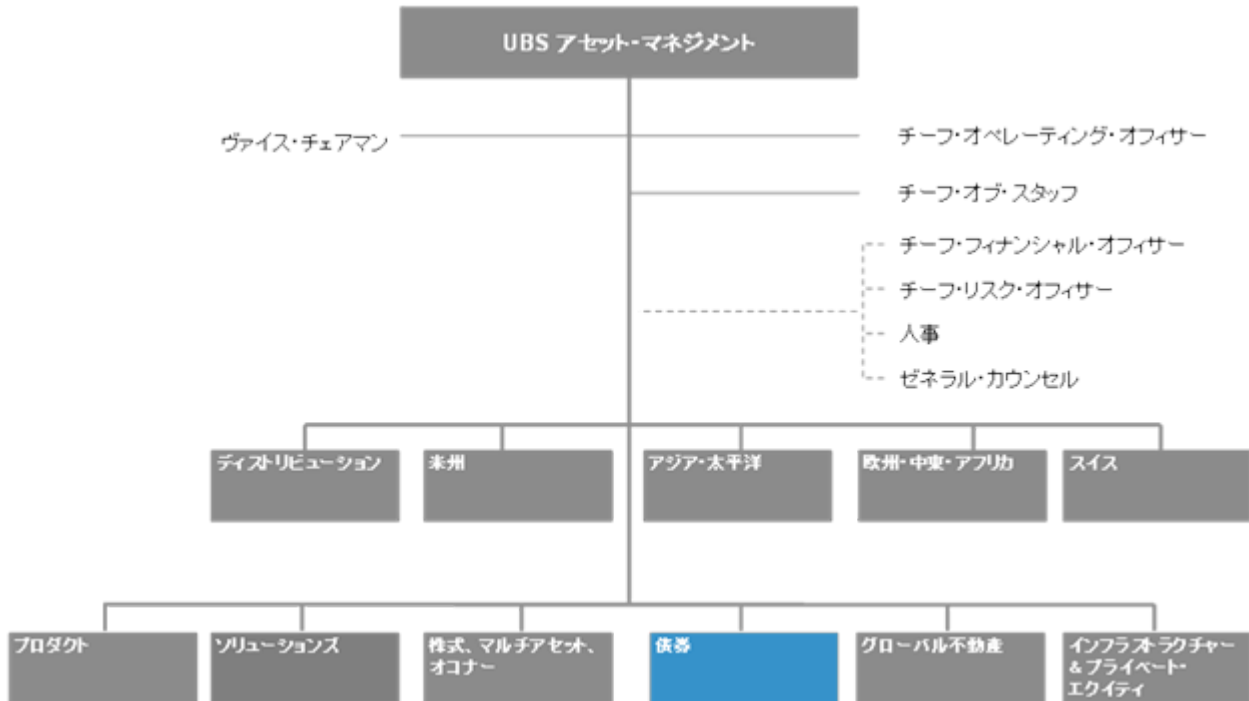 UBS アセット・マネジメント
ヴァイス・チェアマン
チーフ・オペレーティング・オフィサー
チーフ・オブ・スタッフ
チーフ・フィナンシャル・オフィサー
チーフ・リスク・オフィサー
人事
ゼネラル・カウンセル
ディストリビューション
米州
アジア・太平洋
欧州・中東・アフリカ
スイス
プロダクト
ソリューションズ
株式、マルチアセット、
オコナー
債券
グローバル不動産
インフラストラクチャー
& プライベート・
エクイティ